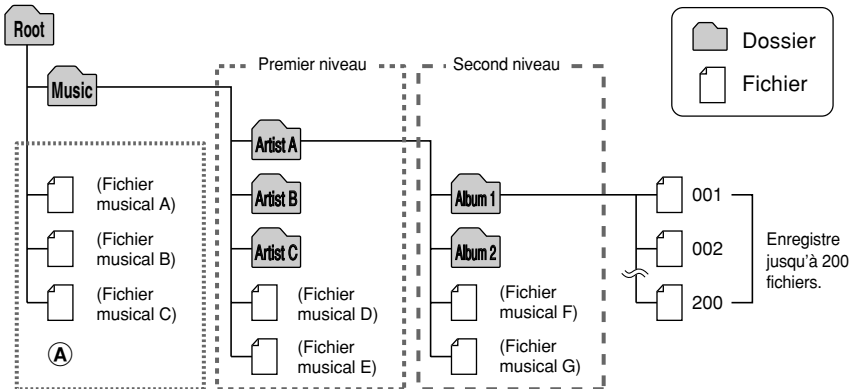 Root
Music
Premier niveau
Second niveau
Dossier
Fichier
Artist A
Artist B
Artist C
Album 1
Album 2
(Fichier
musical A)
(Fichier
musical B)
(Fichier
musical C)
A
(Fichier
musical D)
(Fichier
musical E)
(Fichier
musical F)
(Fichier
musical G)
001
002
200
Enregistre
jusqu'à 200
fichiers.